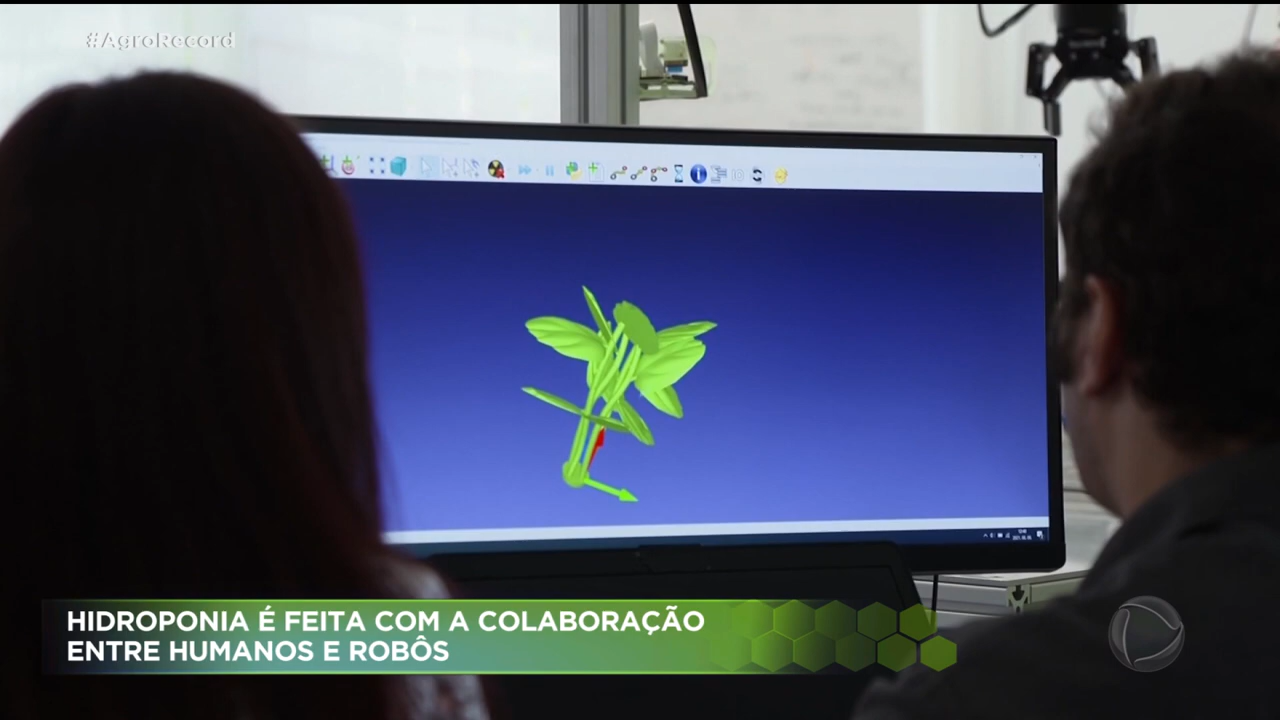 #AgroRecord
HIDROPONIA É FEITA COM A COLABORAÇÃO
ENTRE HUMANOS E ROBÔS